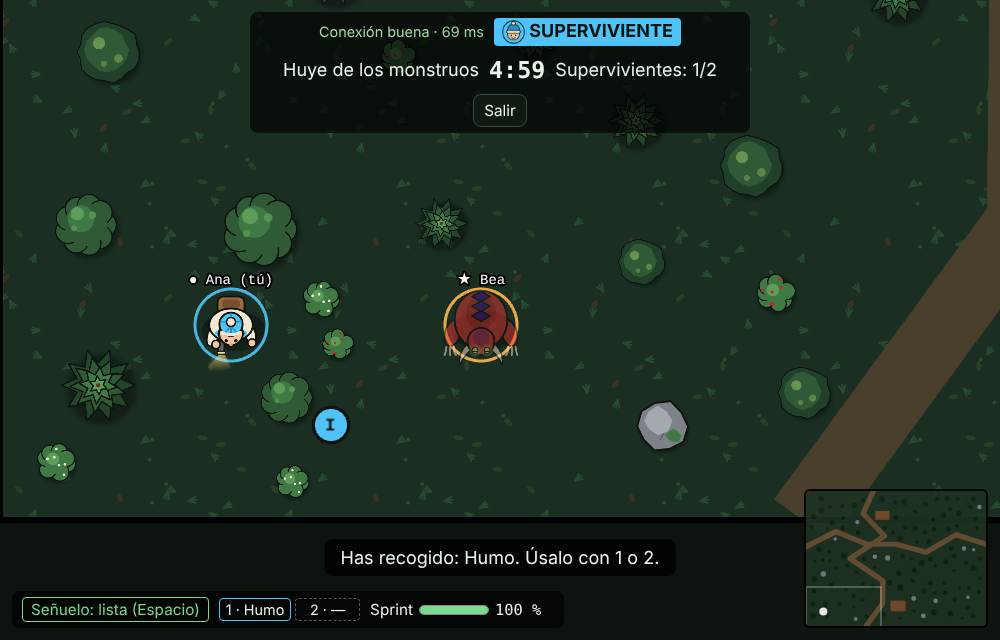 Conexión buena · 69 ms SUPERVIVIENTE
Huye de los monstruos 4:59 Supervivientes: 1/2
Salir
● Ana (tú)
★ Bea
I
Has recogido: Humo. Úsalo con 1 o 2.
Señuelo: lista (Espacio) 1 · Humo 2 · — Sprint 100 %